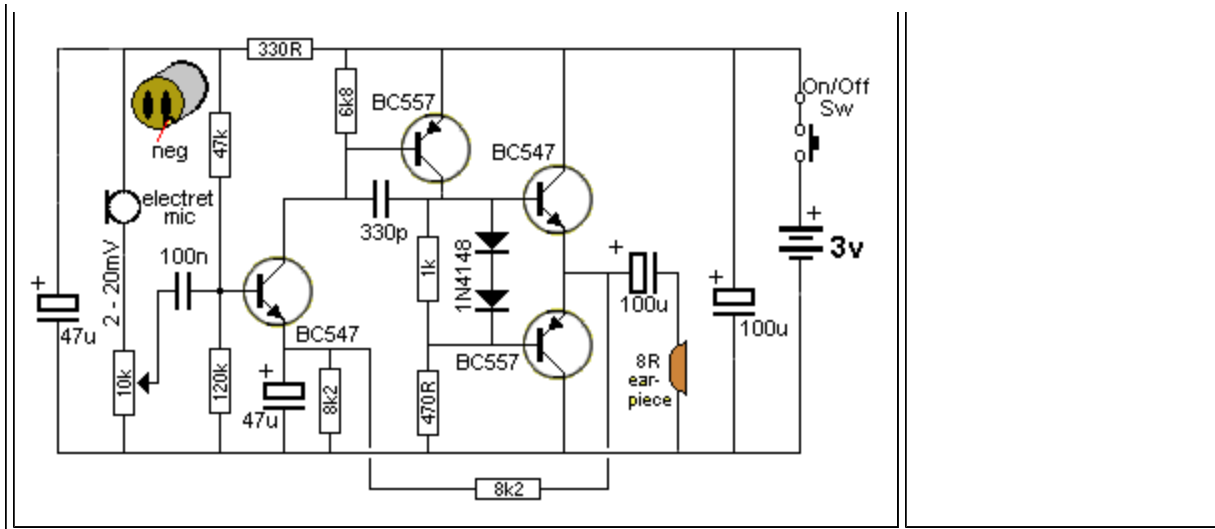 330R
6k8
BC557
On/Off
Sw
neg
47k
BC547
electret
mic
330p
+
3v
2 - 20mV
100n
1k
1N4148
+
100u
+
47u
BC547
+
100u
BC557
8R
ear-
piece
10k
120k
+
47u
8k2
470R
8k2